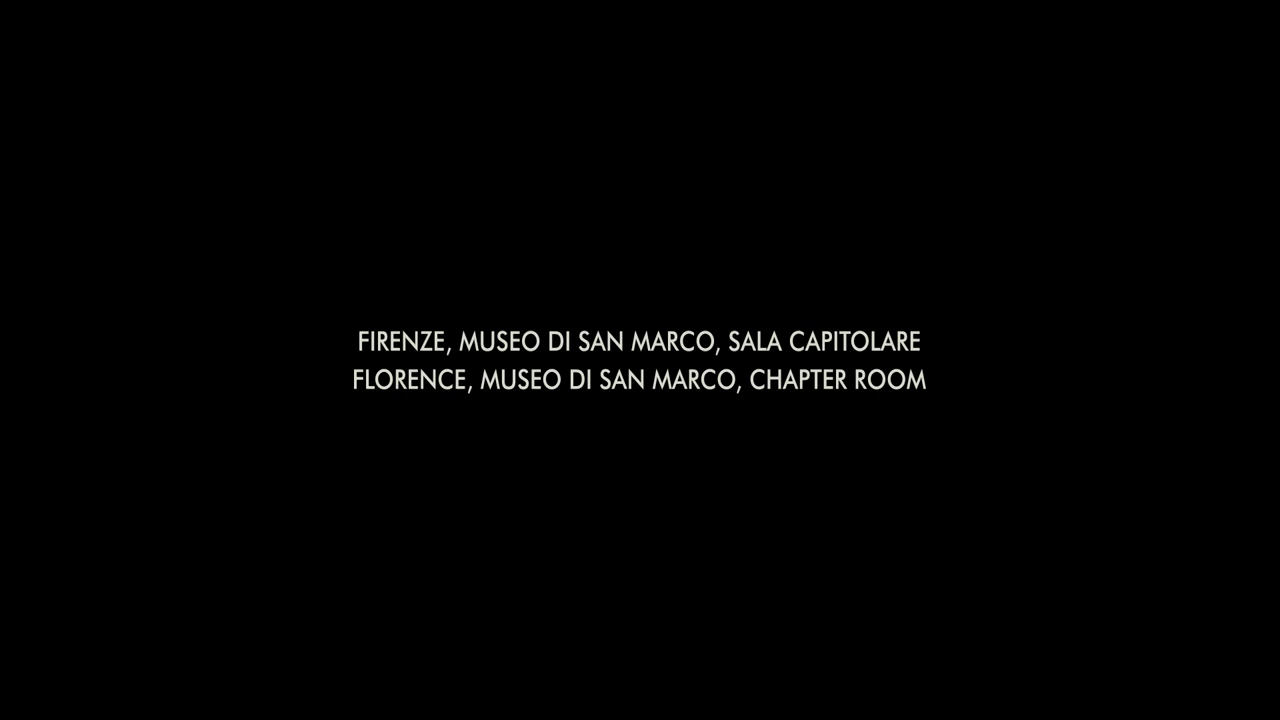 FIRENZE, MUSEO DI SAN MARCO, SALA CAPITOLARE
FLORENCE, MUSEO DI SAN MARCO, CHAPTER ROOM